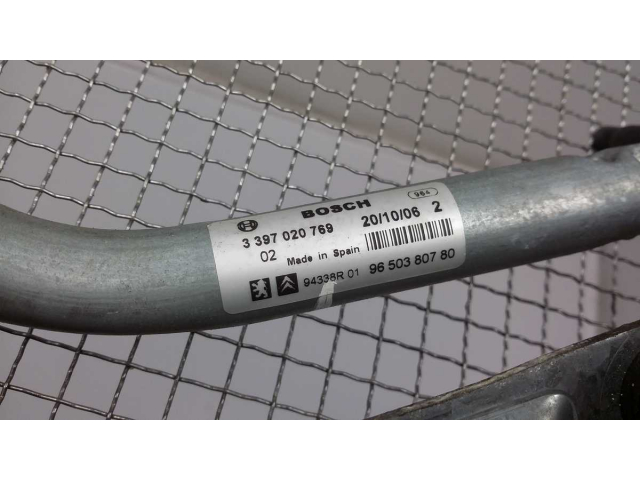 BOSCH 964
3 397 020 769 20/10/06 2
02 Made in Spain
94338R 01 96 503 807 80